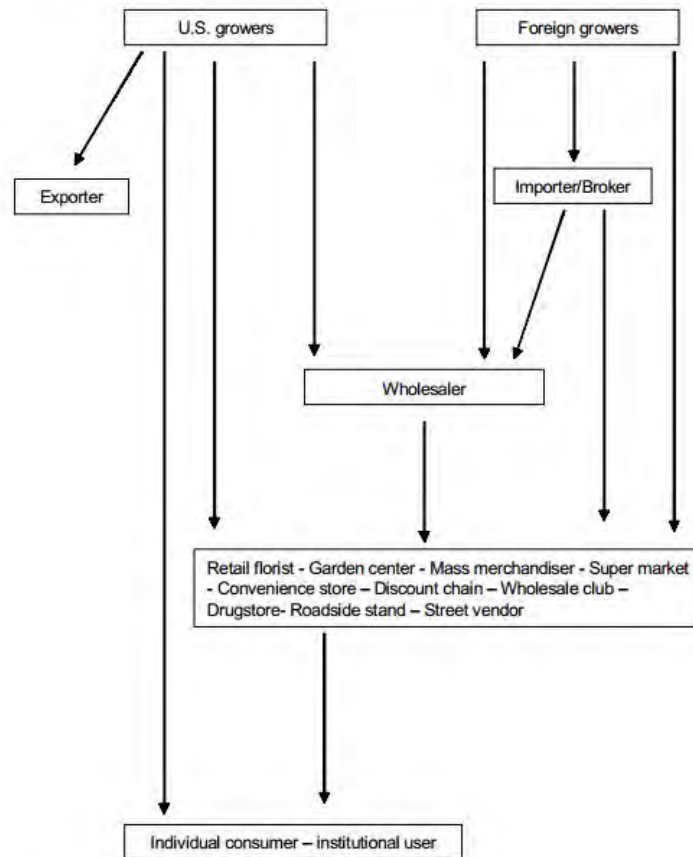 U.S. growers
Foreign growers
Exporter
Importer/Broker
Wholesaler
Retail florist - Garden center - Mass merchandiser - Super market
- Convenience store – Discount chain – Wholesale club –
Drugstore- Roadside stand – Street vendor
Individual consumer – institutional user